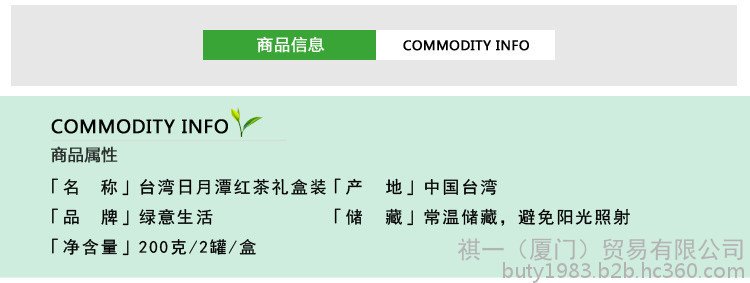 商品信息 COMMODITY INFO
COMMODITY INFO
商品属性
「名 称」台湾日月潭红茶礼盒装「产 地」中国台湾
「品 牌」绿意生活 「储 藏」常温储藏，避免阳光照射
「净含量」200克/2罐/盒
祺一（厦门）贸易有限公司
buty1983.b2b.hc360.com